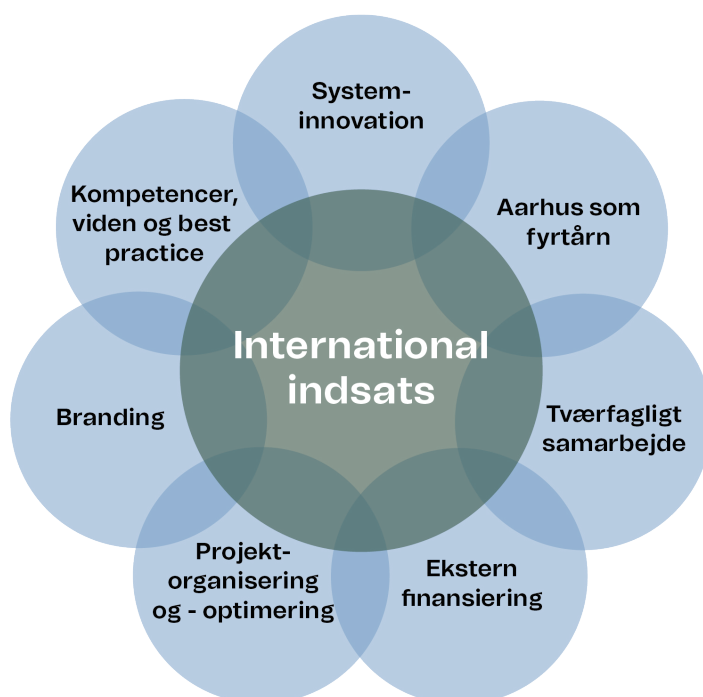 System-
innovation
Aarhus som
fyrtårn
Tværfagligt
samarbejde
Ekstern
finansiering
Projekt-
organisering
og - optimering
Branding
Kompetencer,
viden og best
practice
International
indsats